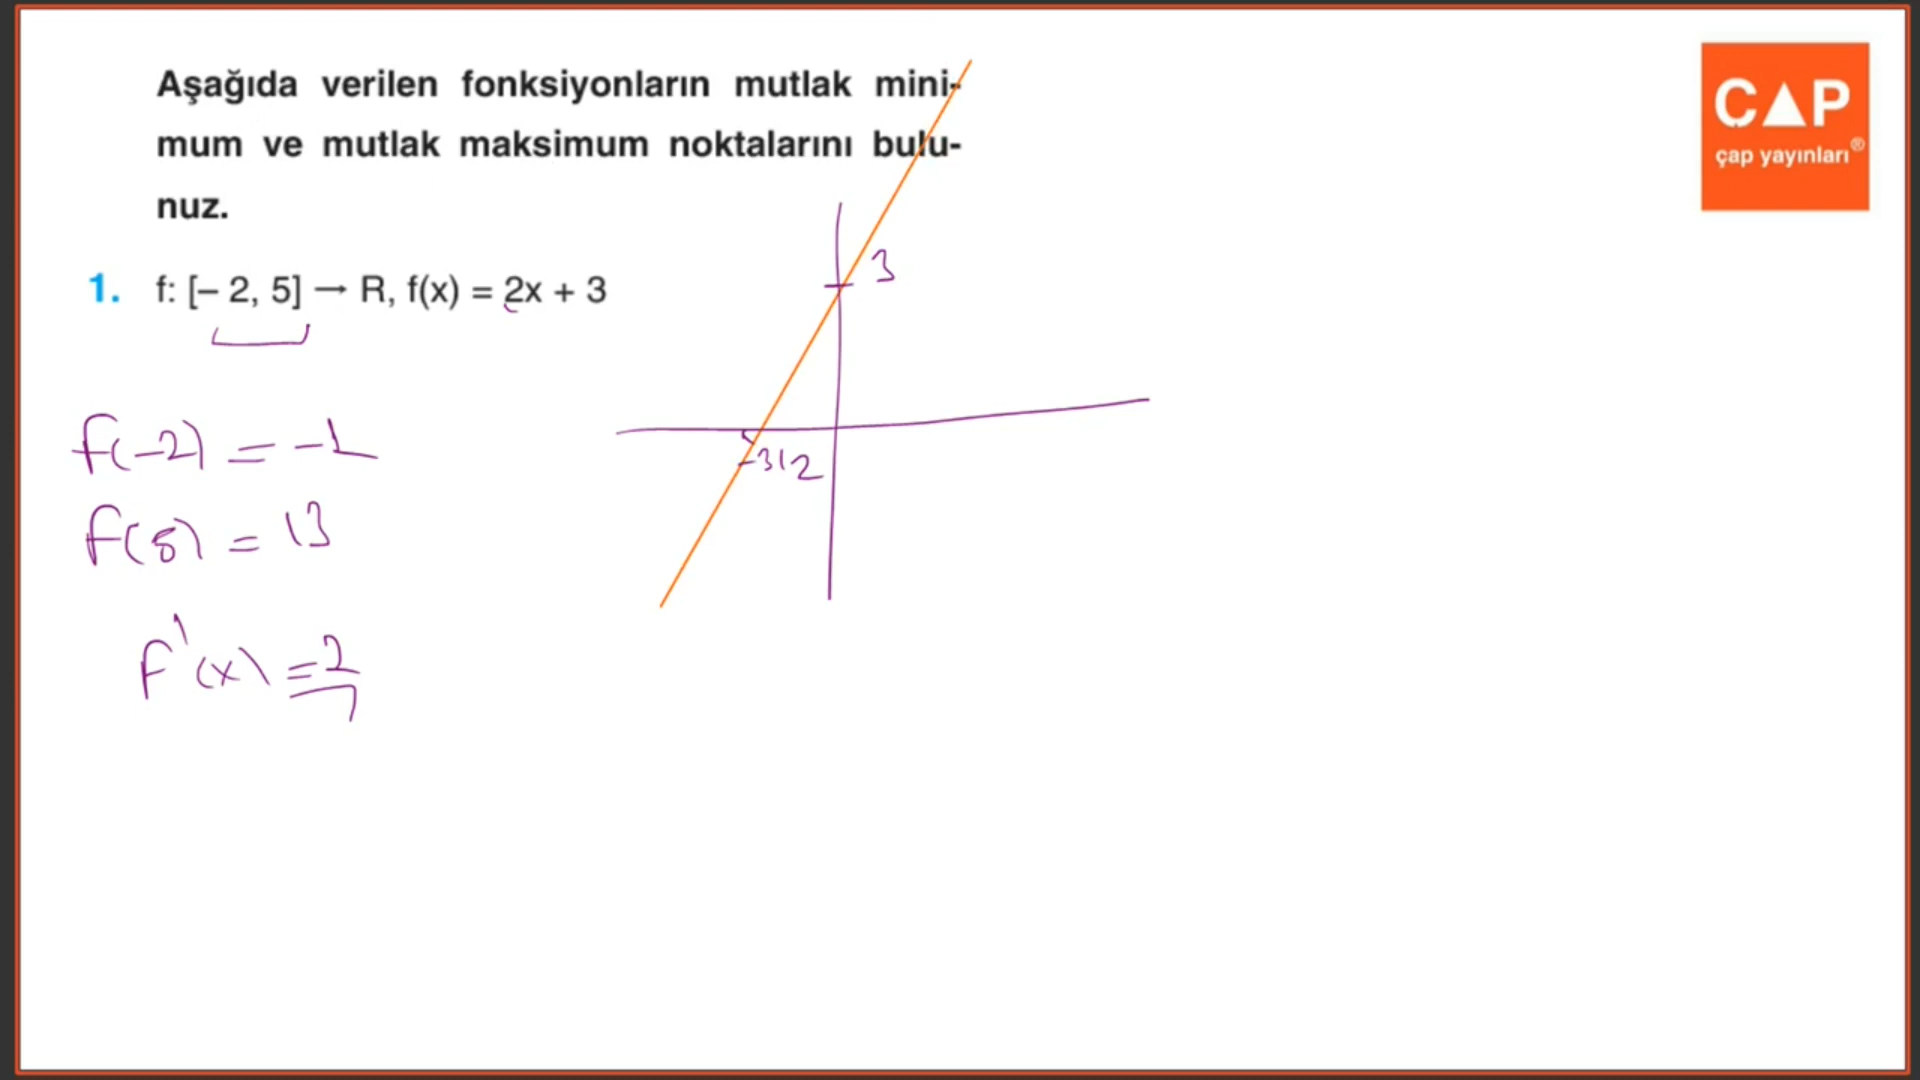 Aşağıda verilen fonksiyonların mutlak mini-
mum ve mutlak maksimum noktalarını bulu-
nuz.
1. f: [– 2, 5] → R, f(x) = 2x + 3
f(-2) = -1
f(5) = 13
f'(x) = 2
3
-3/2
ÇAP
çap yayınları®